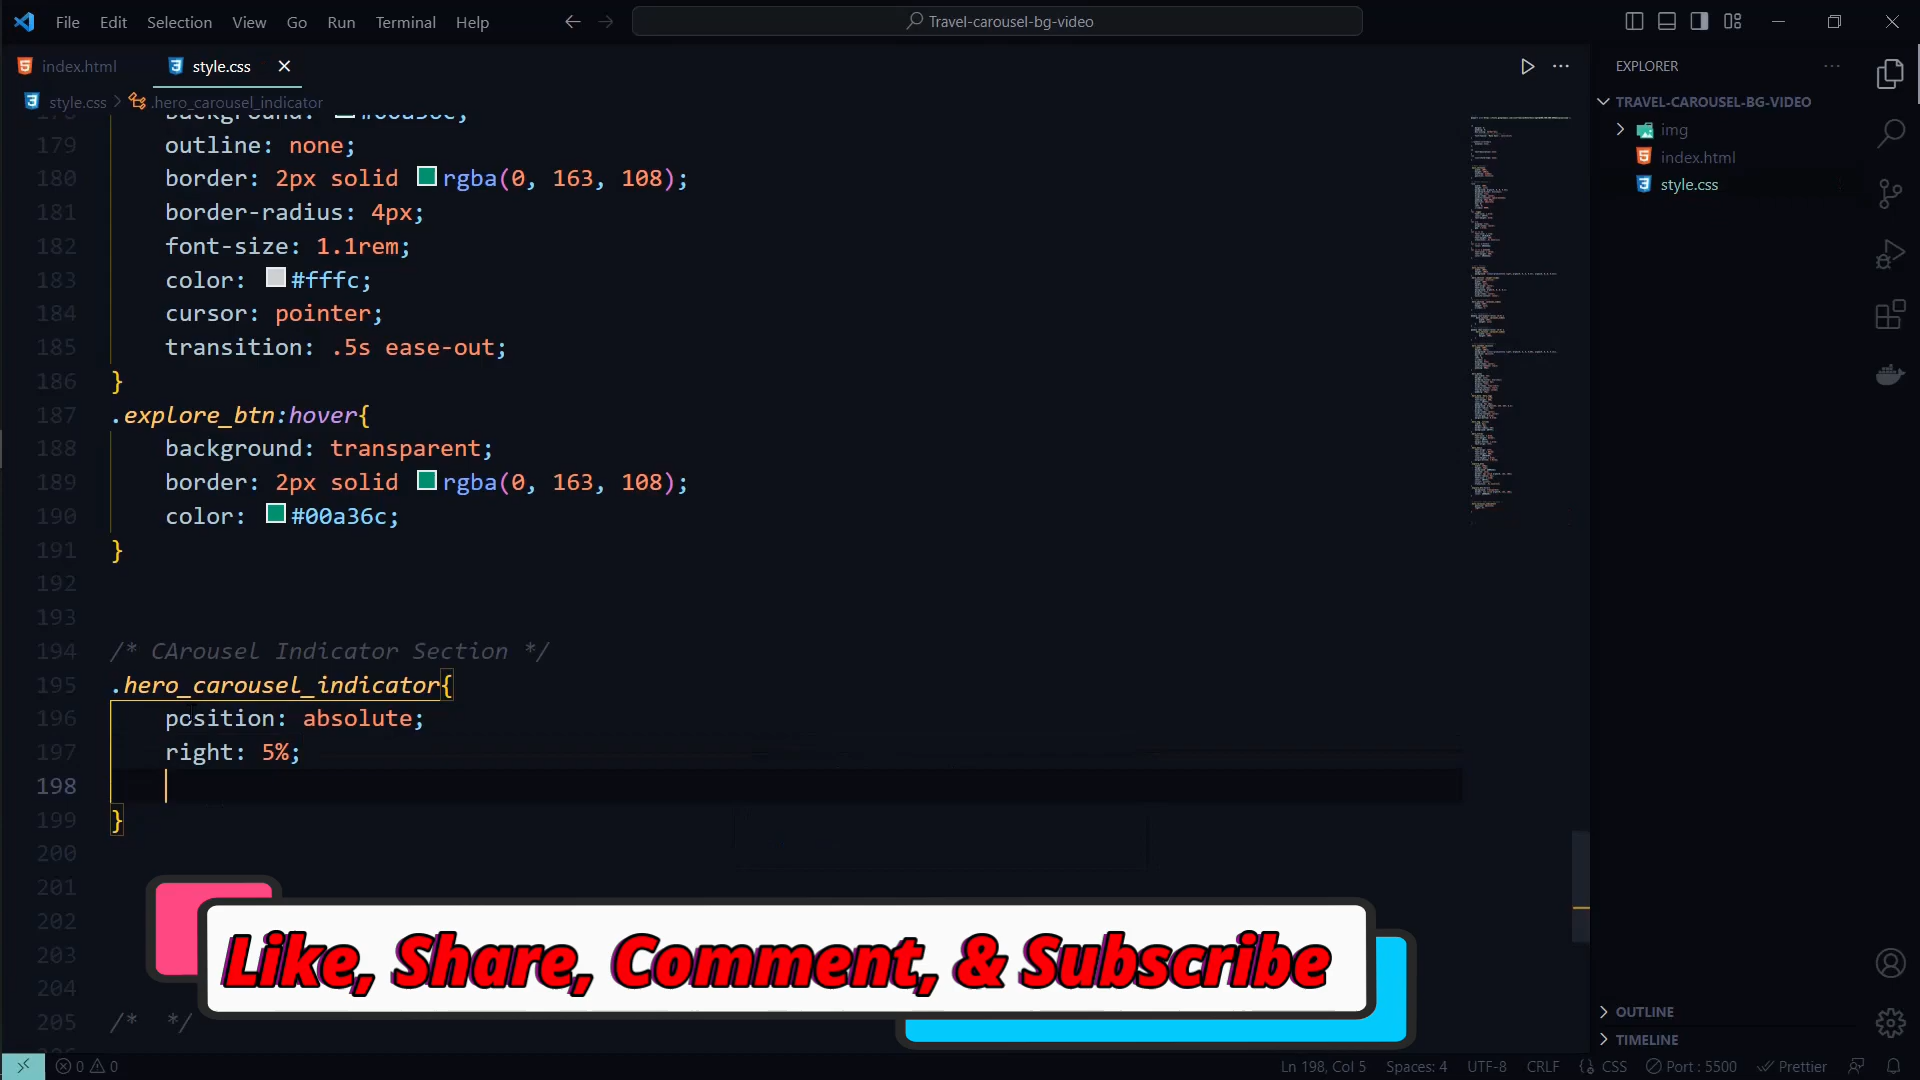 File Edit Selection View Go Run Terminal Help
Travel-carousel-bg-video
index.html style.css
style.css > .hero_carousel_indicator
179 outline: none;
180 border: 2px solid rgba(0, 163, 108);
181 border-radius: 4px;
182 font-size: 1.1rem;
183 color: #fffc;
184 cursor: pointer;
185 transition: .5s ease-out;
186 }
187 .explore_btn:hover{
188 background: transparent;
189 border: 2px solid rgba(0, 163, 108);
190 color: #00a36c;
191 }
192
193
194 /* CArousel Indicator Section */
195 .hero_carousel_indicator{
196 position: absolute;
197 right: 5%;
198
199 }
200
201
202
203
204
205 /* */
Like, Share, Comment, & Subscribe
EXPLORER
TRAVEL-CAROUSEL-BG-VIDEO
img
index.html
style.css
OUTLINE
TIMELINE
0 0 Ln 198, Col 5 Spaces: 4 UTF-8 CRLF {} CSS Port : 5500 Prettier